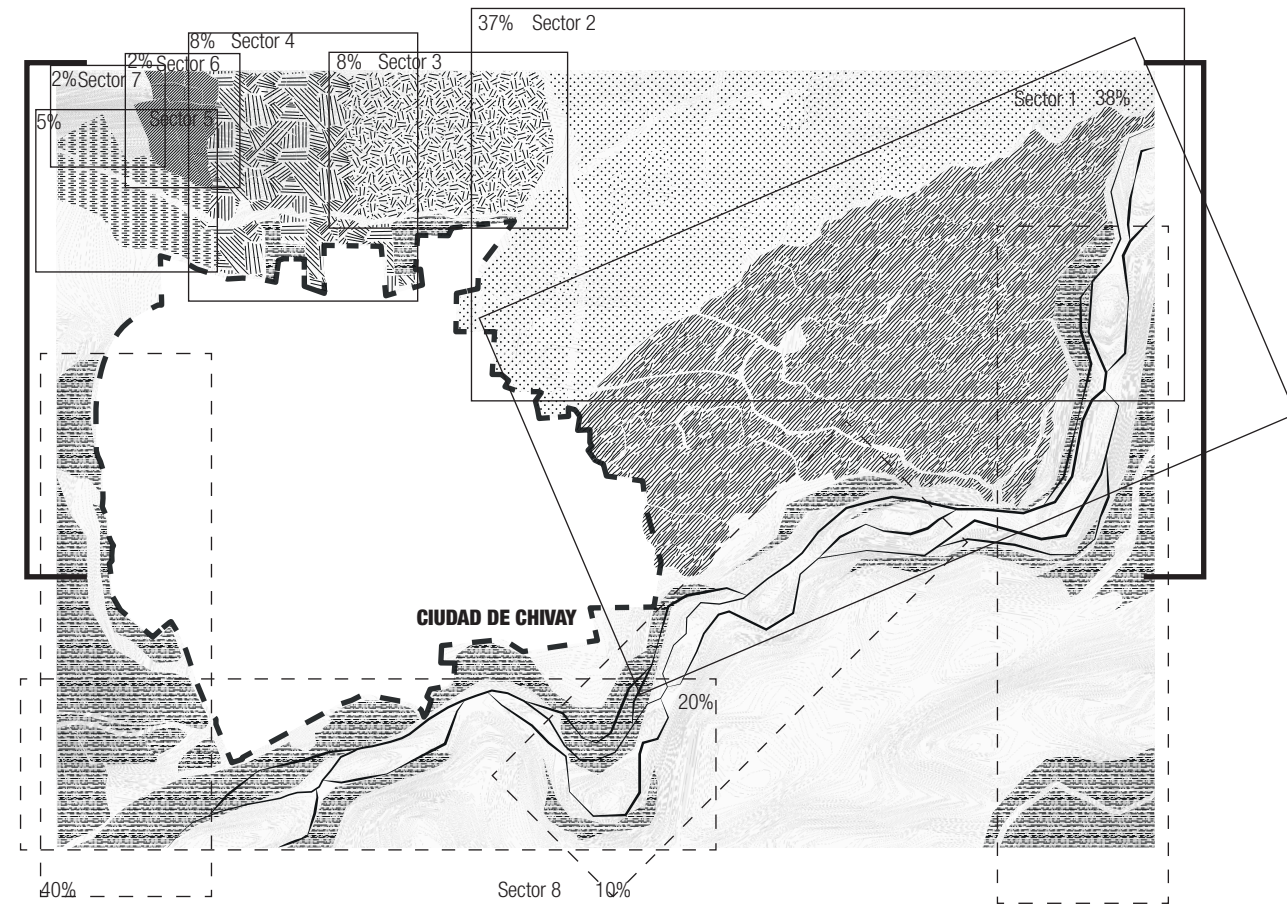 37% Sector 2
8% Sector 4
8% Sector 3
2% Sector 6
2% Sector 7
Sector 1 38%
5% Sector 5
CIUDAD DE CHIVAY
20%
40%
Sector 8 10%